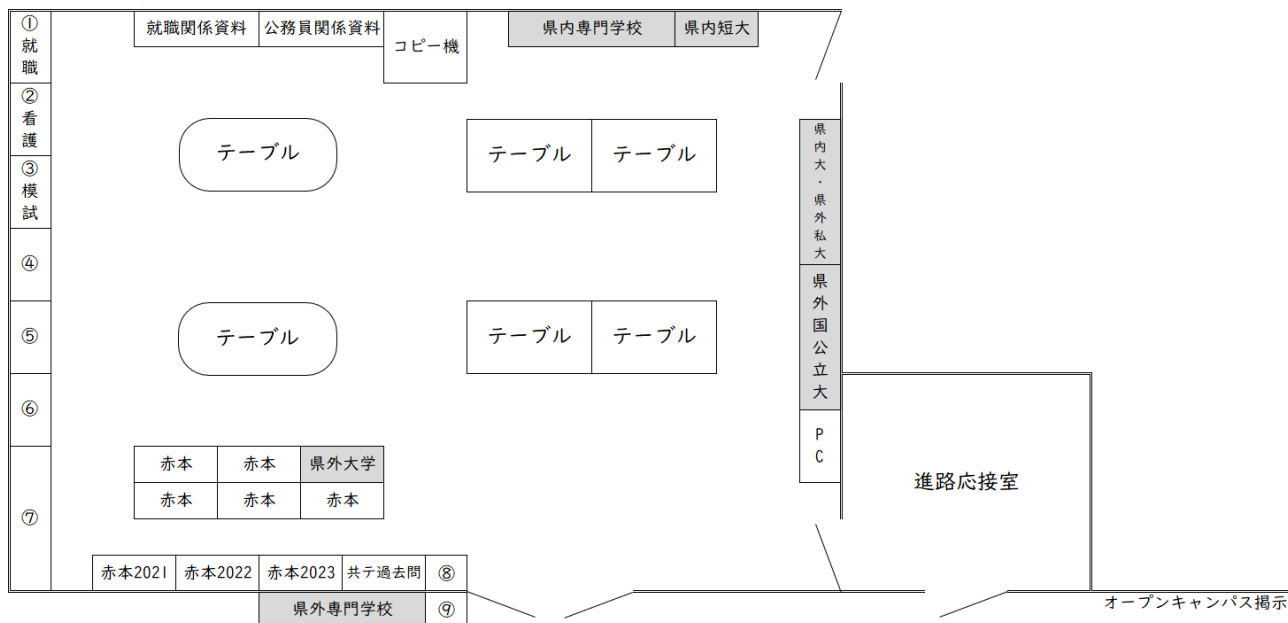 ①就職
就職関係資料
公務員関係資料
コピー機
県内専門学校
県内短大
②看護
③模試
④
⑤
⑥
⑦
テーブル
テーブル
テーブル
県内大・県外私大
テーブル
テーブル
テーブル
県外国公立大
PC
赤本
赤本
県外大学
赤本
赤本
赤本
進路応接室
赤本2021
赤本2022
赤本2023
共テ過去問
⑧
県外専門学校
⑨
オープンキャンパス掲示